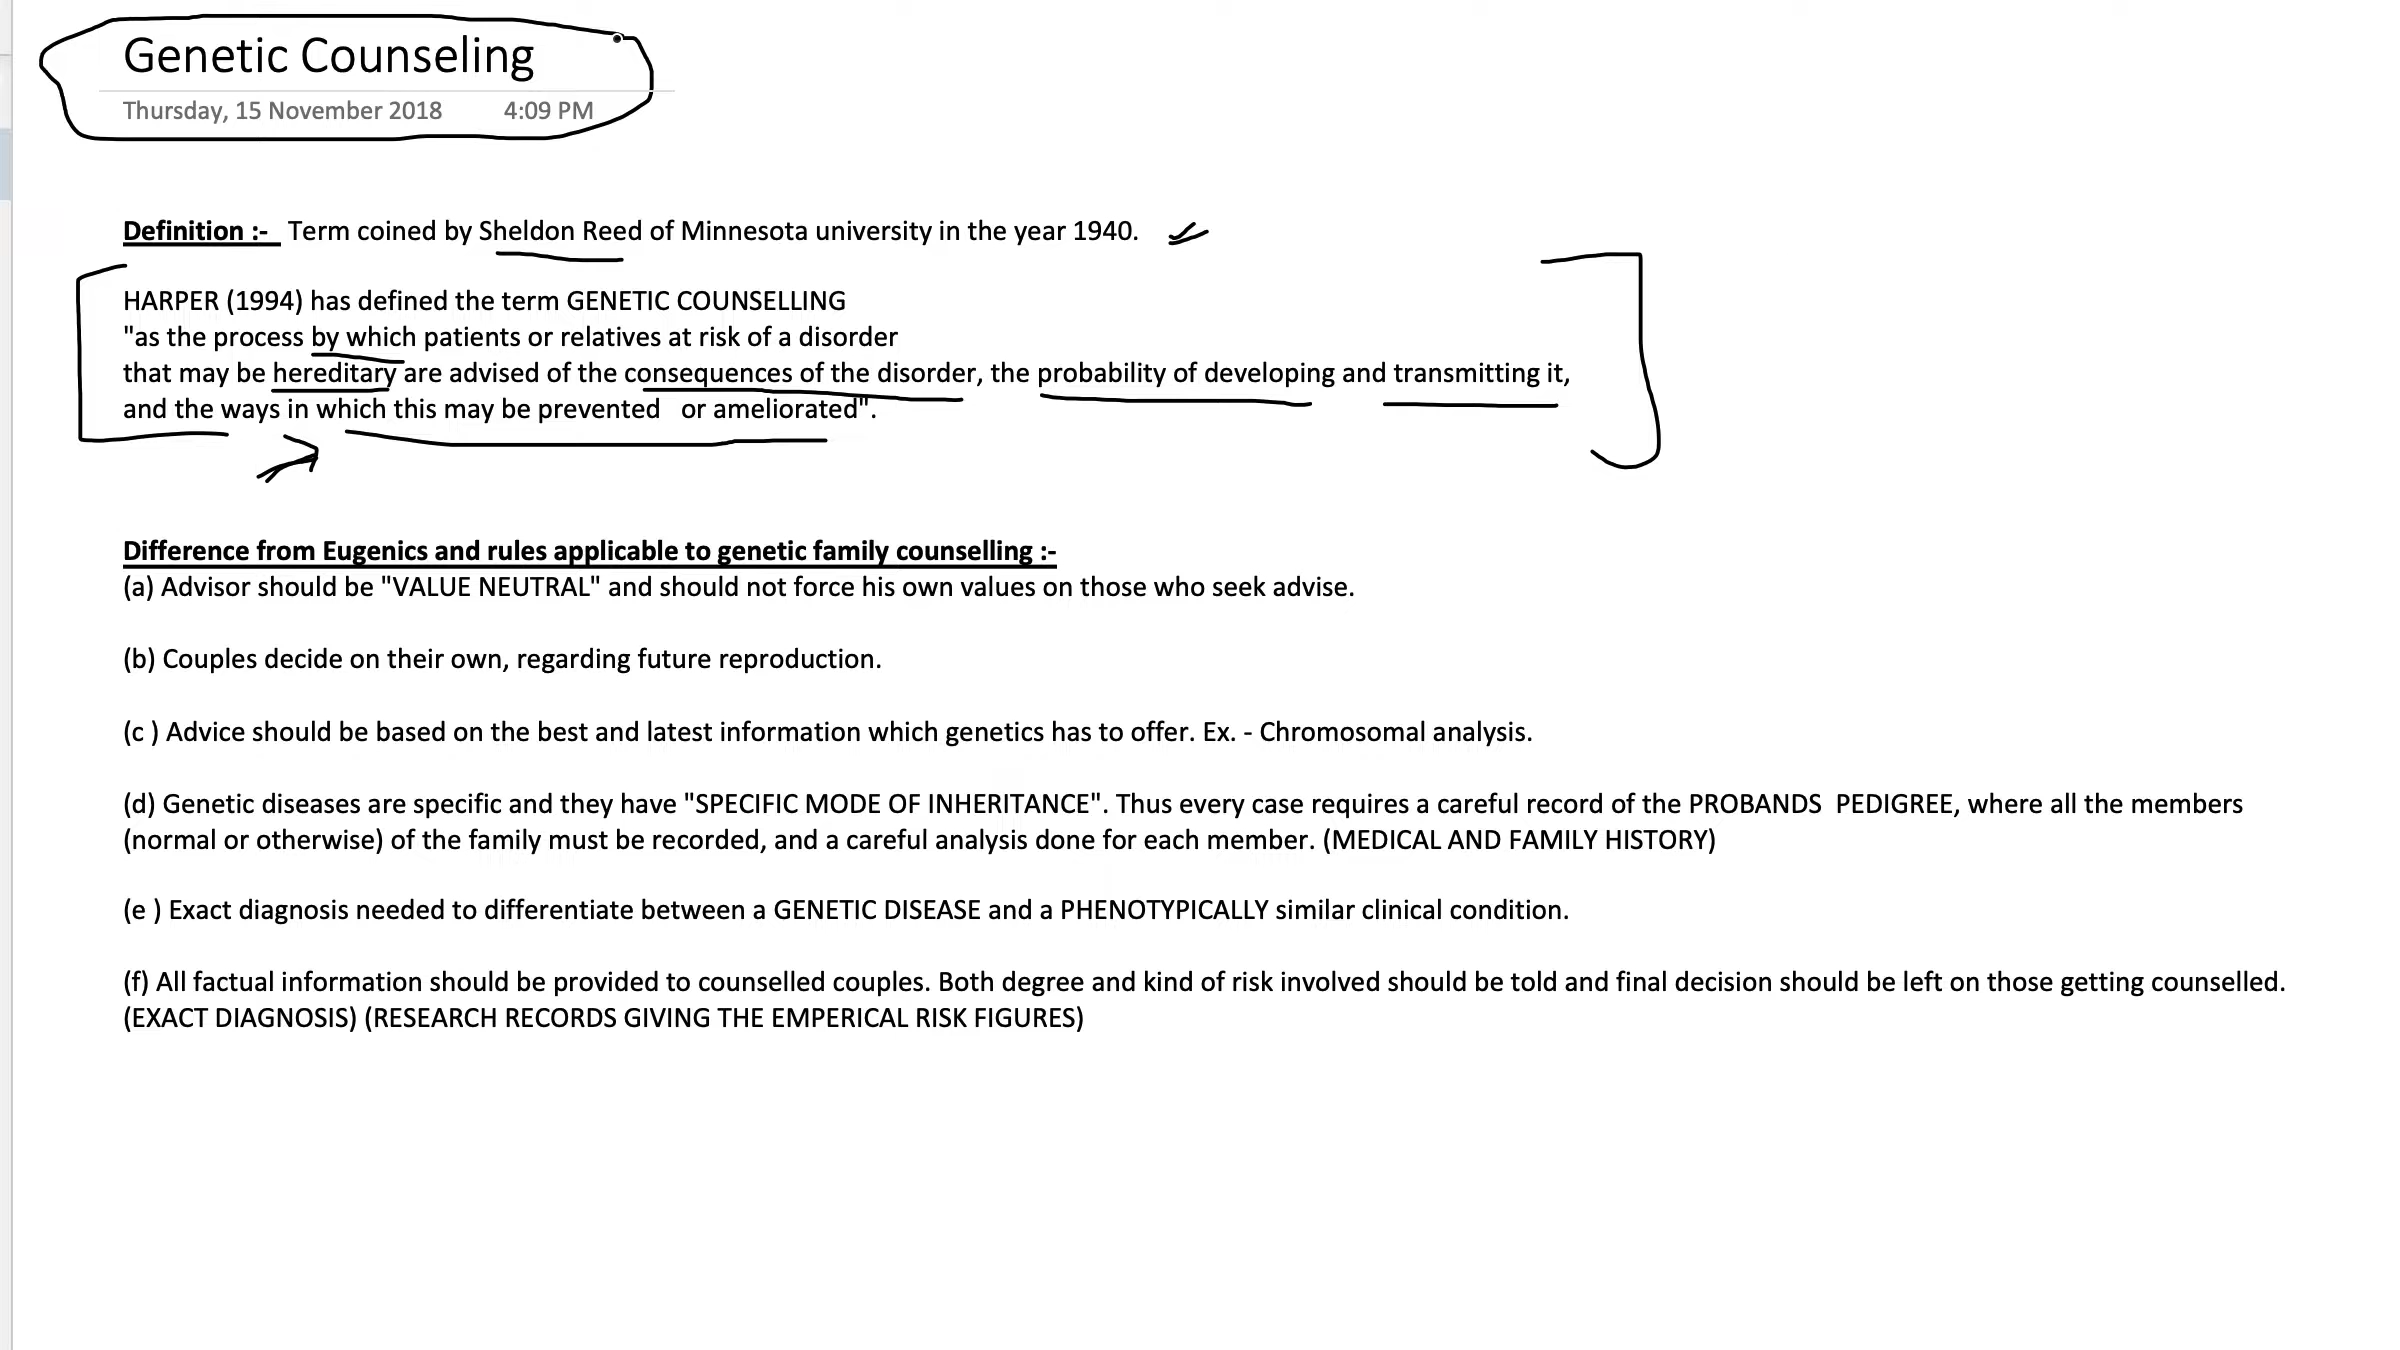 Genetic Counseling
Thursday, 15 November 2018 4:09 PM
Definition :- Term coined by Sheldon Reed of Minnesota university in the year 1940.
HARPER (1994) has defined the term GENETIC COUNSELLING
"as the process by which patients or relatives at risk of a disorder
that may be hereditary are advised of the consequences of the disorder, the probability of developing and transmitting it,
and the ways in which this may be prevented or ameliorated".
Difference from Eugenics and rules applicable to genetic family counselling :-
(a) Advisor should be "VALUE NEUTRAL" and should not force his own values on those who seek advise.
(b) Couples decide on their own, regarding future reproduction.
(c ) Advice should be based on the best and latest information which genetics has to offer. Ex. - Chromosomal analysis.
(d) Genetic diseases are specific and they have "SPECIFIC MODE OF INHERITANCE". Thus every case requires a careful record of the PROBANDS PEDIGREE, where all the members
(normal or otherwise) of the family must be recorded, and a careful analysis done for each member. (MEDICAL AND FAMILY HISTORY)
(e ) Exact diagnosis needed to differentiate between a GENETIC DISEASE and a PHENOTYPICALLY similar clinical condition.
(f) All factual information should be provided to counselled couples. Both degree and kind of risk involved should be told and final decision should be left on those getting counselled.
(EXACT DIAGNOSIS) (RESEARCH RECORDS GIVING THE EMPERICAL RISK FIGURES)